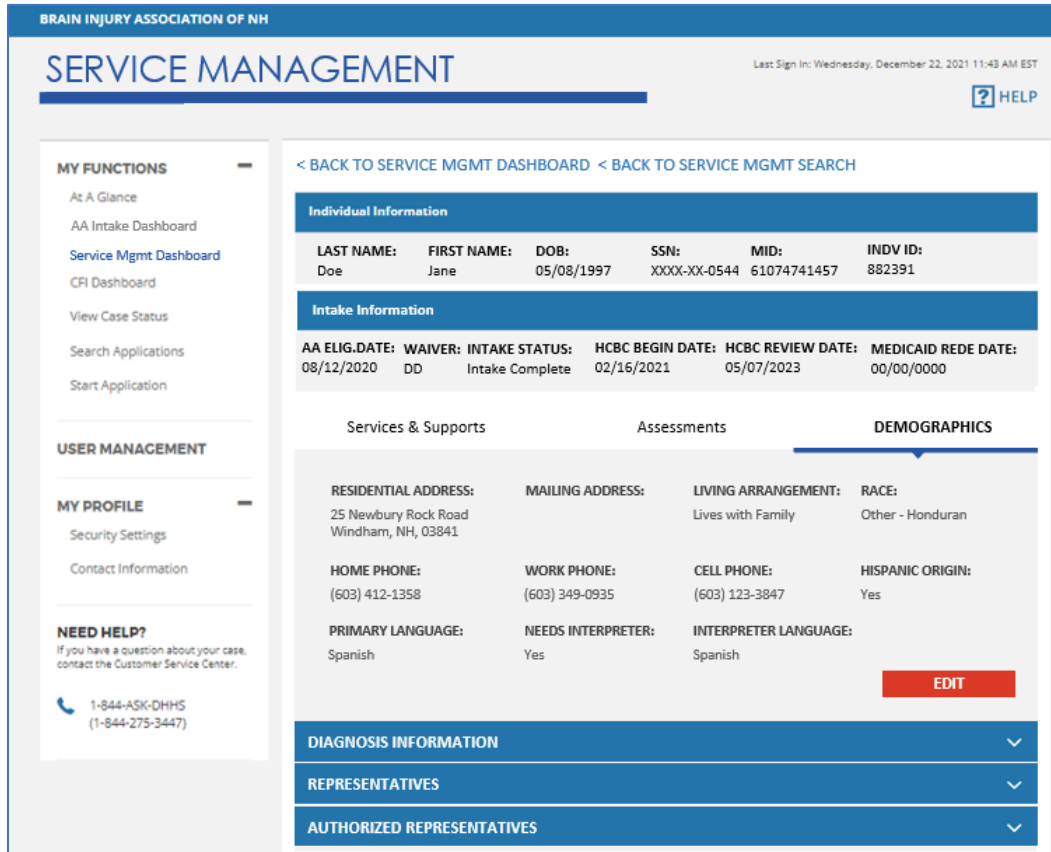 BRAIN INJURY ASSOCIATION OF NH
SERVICE MANAGEMENT
Last Sign In: Wednesday, December 22, 2021 11:43 AM EST
? HELP
MY FUNCTIONS
At A Glance
AA Intake Dashboard
Service Mgmt Dashboard
CFI Dashboard
View Case Status
Search Applications
Start Application
USER MANAGEMENT
MY PROFILE
Security Settings
Contact Information
NEED HELP?
If you have a question about your case,
contact the Customer Service Center.
1-844-ASK-DHHS
(1-844-275-3447)
< BACK TO SERVICE MGMT DASHBOARD < BACK TO SERVICE MGMT SEARCH
Individual Information
LAST NAME: FIRST NAME: DOB: SSN: MID: INDV ID:
Doe Jane 05/08/1997 XXXX-XX-0544 61074741457 882391
Intake Information
AA ELIG.DATE: WAIVER: INTAKE STATUS: HCBC BEGIN DATE: HCBC REVIEW DATE: MEDICAID REDE DATE:
08/12/2020 DD Intake Complete 02/16/2021 05/07/2023 00/00/0000
Services & Supports Assessments DEMOGRAPHICS
RESIDENTIAL ADDRESS: MAILING ADDRESS: LIVING ARRANGEMENT: RACE:
25 Newbury Rock Road Lives with Family Other - Honduran
Windham, NH, 03841
HOME PHONE: WORK PHONE: CELL PHONE: HISPANIC ORIGIN:
(603) 412-1358 (603) 349-0935 (603) 123-3847 Yes
PRIMARY LANGUAGE: NEEDS INTERPRETER: INTERPRETER LANGUAGE:
Spanish Yes Spanish
EDIT
DIAGNOSIS INFORMATION
REPRESENTATIVES
AUTHORIZED REPRESENTATIVES